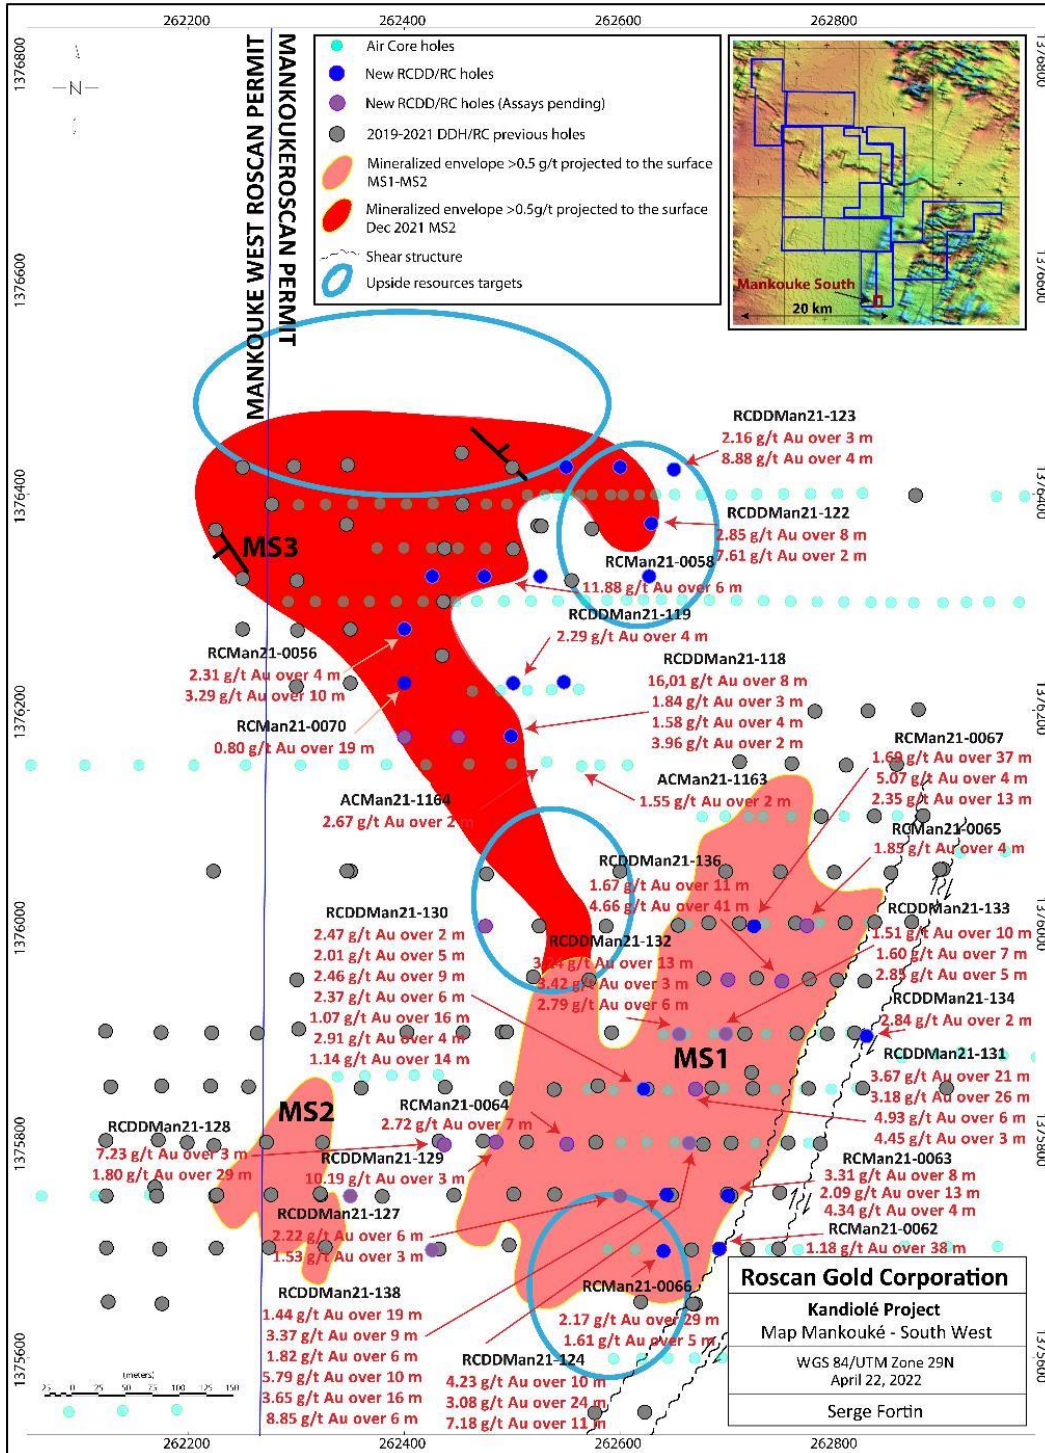 262200
262400
262600
262800
1376800
1376600
1376400
1376200
1376000
1375800
1375600
1376800
1376600
1376400
1376200
1376000
1375800
1375600
N
MANKOUKE WEST ROSCAN PERMIT
MANKOUKEROSCAN PERMIT
Air Core holes
New RCDD/RC holes
New RCDD/RC holes (Assays pending)
2019-2021 DDH/RC previous holes
Mineralized envelope >0.5 g/t projected to the surface
MS1-MS2
Mineralized envelope >0.5g/t projected to the surface
Dec 2021 MS2
Shear structure
Upside resources targets
Mankouke South
20 km
RCDDMan21-123
2.16 g/t Au over 3 m
8.88 g/t Au over 4 m
RCDDMan21-122
2.85 g/t Au over 8 m
7.61 g/t Au over 2 m
MS3
RCMan21-0058
11.88 g/t Au over 6 m
RCDDMan21-119
2.29 g/t Au over 4 m
RCMan21-0056
2.31 g/t Au over 4 m
3.29 g/t Au over 10 m
RCDDMan21-118
16,01 g/t Au over 8 m
1.84 g/t Au over 3 m
1.58 g/t Au over 4 m
3.96 g/t Au over 2 m
RCMan21-0070
0.80 g/t Au over 19 m
RCMan21-0067
1.69 g/t Au over 37 m
5.07 g/t Au over 4 m
2.35 g/t Au over 13 m
ACMan21-1164
2.67 g/t Au over 2 m
ACMan21-1163
1.55 g/t Au over 2 m
RCMan21-0065
1.85 g/t Au over 4 m
RCDDMan21-136
1.67 g/t Au over 11 m
4.66 g/t Au over 41 m
RCDDMan21-133
1.51 g/t Au over 10 m
1.60 g/t Au over 7 m
2.85 g/t Au over 5 m
RCDDMan21-130
2.47 g/t Au over 2 m
2.01 g/t Au over 5 m
2.46 g/t Au over 9 m
2.37 g/t Au over 6 m
1.07 g/t Au over 16 m
2.91 g/t Au over 4 m
1.14 g/t Au over 14 m
RCDDMan21-132
g/t Au over 13 m
3.42 g/t Au over 3 m
2.79 g/t Au over 6 m
RCDDMan21-134
2.84 g/t Au over 2 m
MS1
RCDDMan21-131
3.67 g/t Au over 21 m
3.18 g/t Au over 26 m
4.93 g/t Au over 6 m
4.45 g/t Au over 3 m
MS2
RCMan21-0064
2.72 g/t Au over 7 m
RCDDMan21-128
7.23 g/t Au over 3 m
1.80 g/t Au over 29 m
RCDDMan21-129
10.19 g/t Au over 3 m
RCMan21-0063
3.31 g/t Au over 8 m
2.09 g/t Au over 13 m
4.34 g/t Au over 4 m
RCDDMan21-127
2.22 g/t Au over 6 m
1.53 g/t Au over 3 m
RCMan21-0062
1.18 g/t Au over 38 m
RCDDMan21-138
1.44 g/t Au over 19 m
3.37 g/t Au over 9 m
1.82 g/t Au over 6 m
5.79 g/t Au over 10 m
3.65 g/t Au over 16 m
8.85 g/t Au over 6 m
RCMan21-0066
2.17 g/t Au over 29 m
1.61 g/t Au over 5 m
RCDDMan21-124
4.23 g/t Au over 10 m
3.08 g/t Au over 24 m
7.18 g/t Au over 11 m
(meters)
25 0 50 100 150
Roscan Gold Corporation
Kandiolé Project
Map Mankouké - South West
WGS 84/UTM Zone 29N
April 22, 2022
Serge Fortin
262200
262400
262600
262800